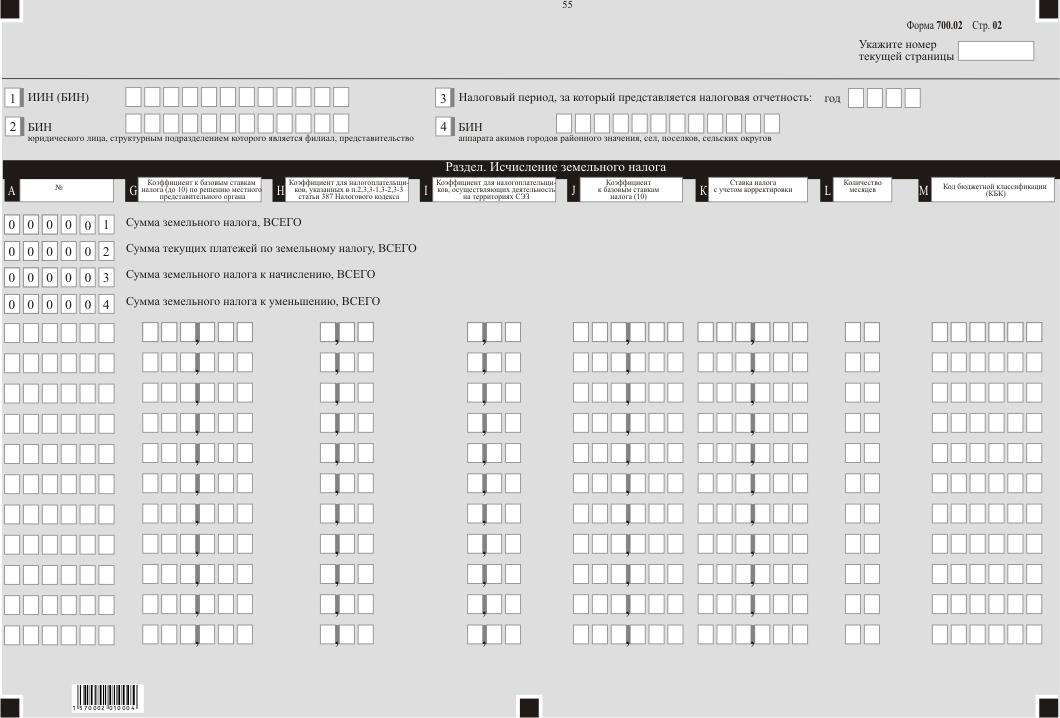 55
Форма 700.02 Стр. 02
Укажите номер
текущей страницы
1 ИИН (БИН)
3 Налоговый период, за который представляется налоговая отчетность: год
2 БИН
юридического лица, структурным подразделением которого является филиал, представительство
4 БИН
аппарата акимов городов районного значения, сел, поселков, сельских округов
Раздел. Исчисление земельного налога
A №
G Коэффициент к базовым ставкам
налога (до 10) по решению местного
представительного органа
H Коэффициент для налогоплательщи-
ков, указанных в п.2,3,3-1,3-2,3-3
статьи 387 Налогового кодекса
I Коэффициент для налогоплательщи-
ков, осуществляющих деятельность
на территориях СЭЗ
J Коэффициент
к базовым ставкам
налога (10)
K Ставка налога
с учетом корректировки
L Количество
месяцев
M Код бюджетной классификации
(КБК)
0 0 0 0 0 1 Сумма земельного налога, ВСЕГО
0 0 0 0 0 2 Сумма текущих платежей по земельному налогу, ВСЕГО
0 0 0 0 0 3 Сумма земельного налога к начислению, ВСЕГО
0 0 0 0 0 4 Сумма земельного налога к уменьшению, ВСЕГО
, , , , ,
, , , , ,
, , , , ,
, , , , ,
, , , , ,
, , , , ,
, , , , ,
, , , , ,
, , , , ,
, , , , ,
, , , , ,
1 570002 010004